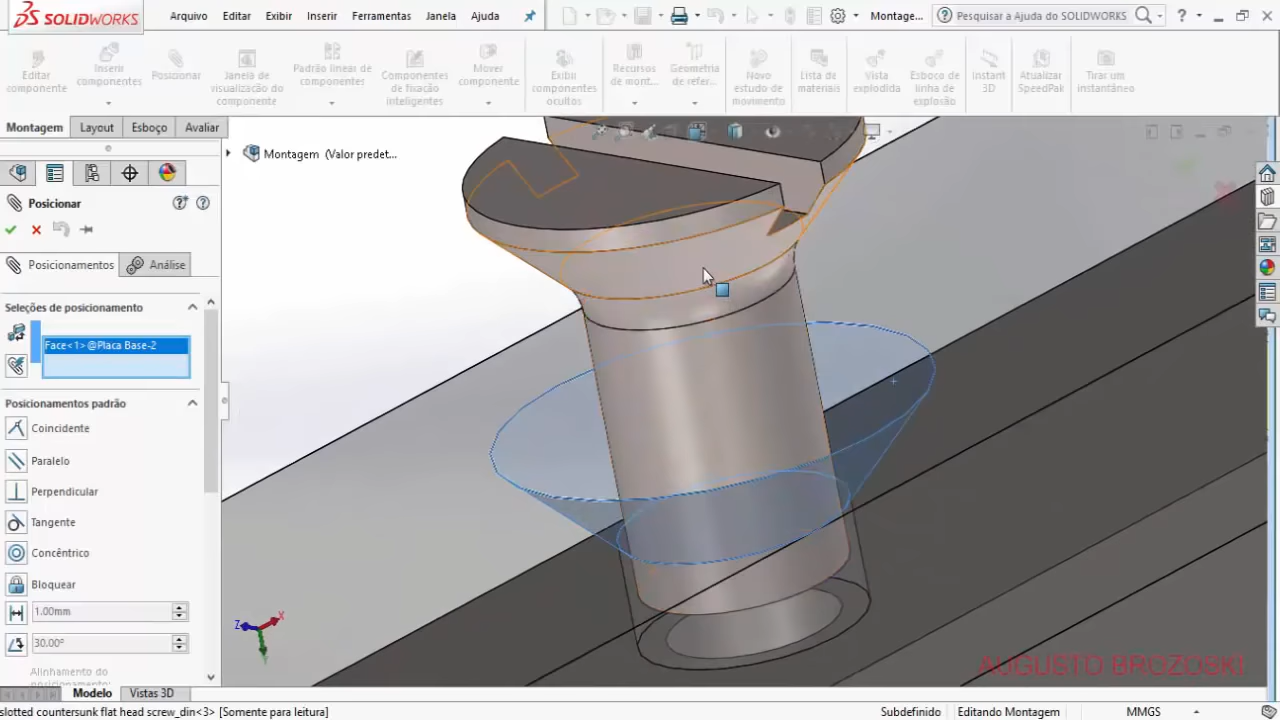 SOLIDWORKS
Arquivo Editar Exibir Inserir Ferramentas Janela Ajuda
Montage...
Pesquisar a Ajuda do SOLIDWORKS
?
Editar componente
Inserir componentes
Posicionar
Janela de visualização do componente
Padrão linear de componentes
Componentes de fixação inteligentes
Mover componente
Exibir componentes ocultos
Recursos de mont...
Geometria de refer...
Novo estudo de movimento
Lista de materiais
Vista explodida
Esboço de linha de explosão
Instant 3D
Atualizar SpeedPak
Tirar um instantâneo
Montagem Layout Esboço Avaliar
Montagem (Valor predet...
Posicionar
Posicionamentos Análise
Seleções de posicionamento
Face<1>@Placa Base-2
Posicionamentos padrão
Coincidente
Paralelo
Perpendicular
Tangente
Concêntrico
Bloquear
1.00mm
30.00°
Alinhamento do
Z X
AUGUSTO BROZOSKI
Modelo Vistas 3D
slotted countersunk flat head screw_din<3> [Somente para leitura]
Subdefinido Editando Montagem MMGS